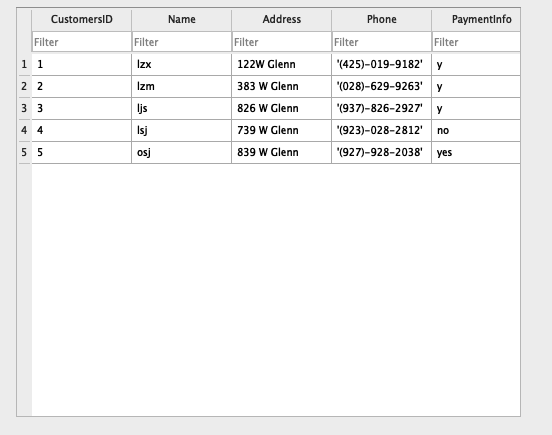 CustomersID Name Address Phone PaymentInfo
Filter Filter Filter Filter Filter
1 1 lzx 122W Glenn '(425)-019-9182' y
2 2 lzm 383 W Glenn '(028)-629-9263' y
3 3 ljs 826 W Glenn '(937)-826-2927' y
4 4 lsj 739 W Glenn '(923)-028-2812' no
5 5 osj 839 W Glenn '(927)-928-2038' yes